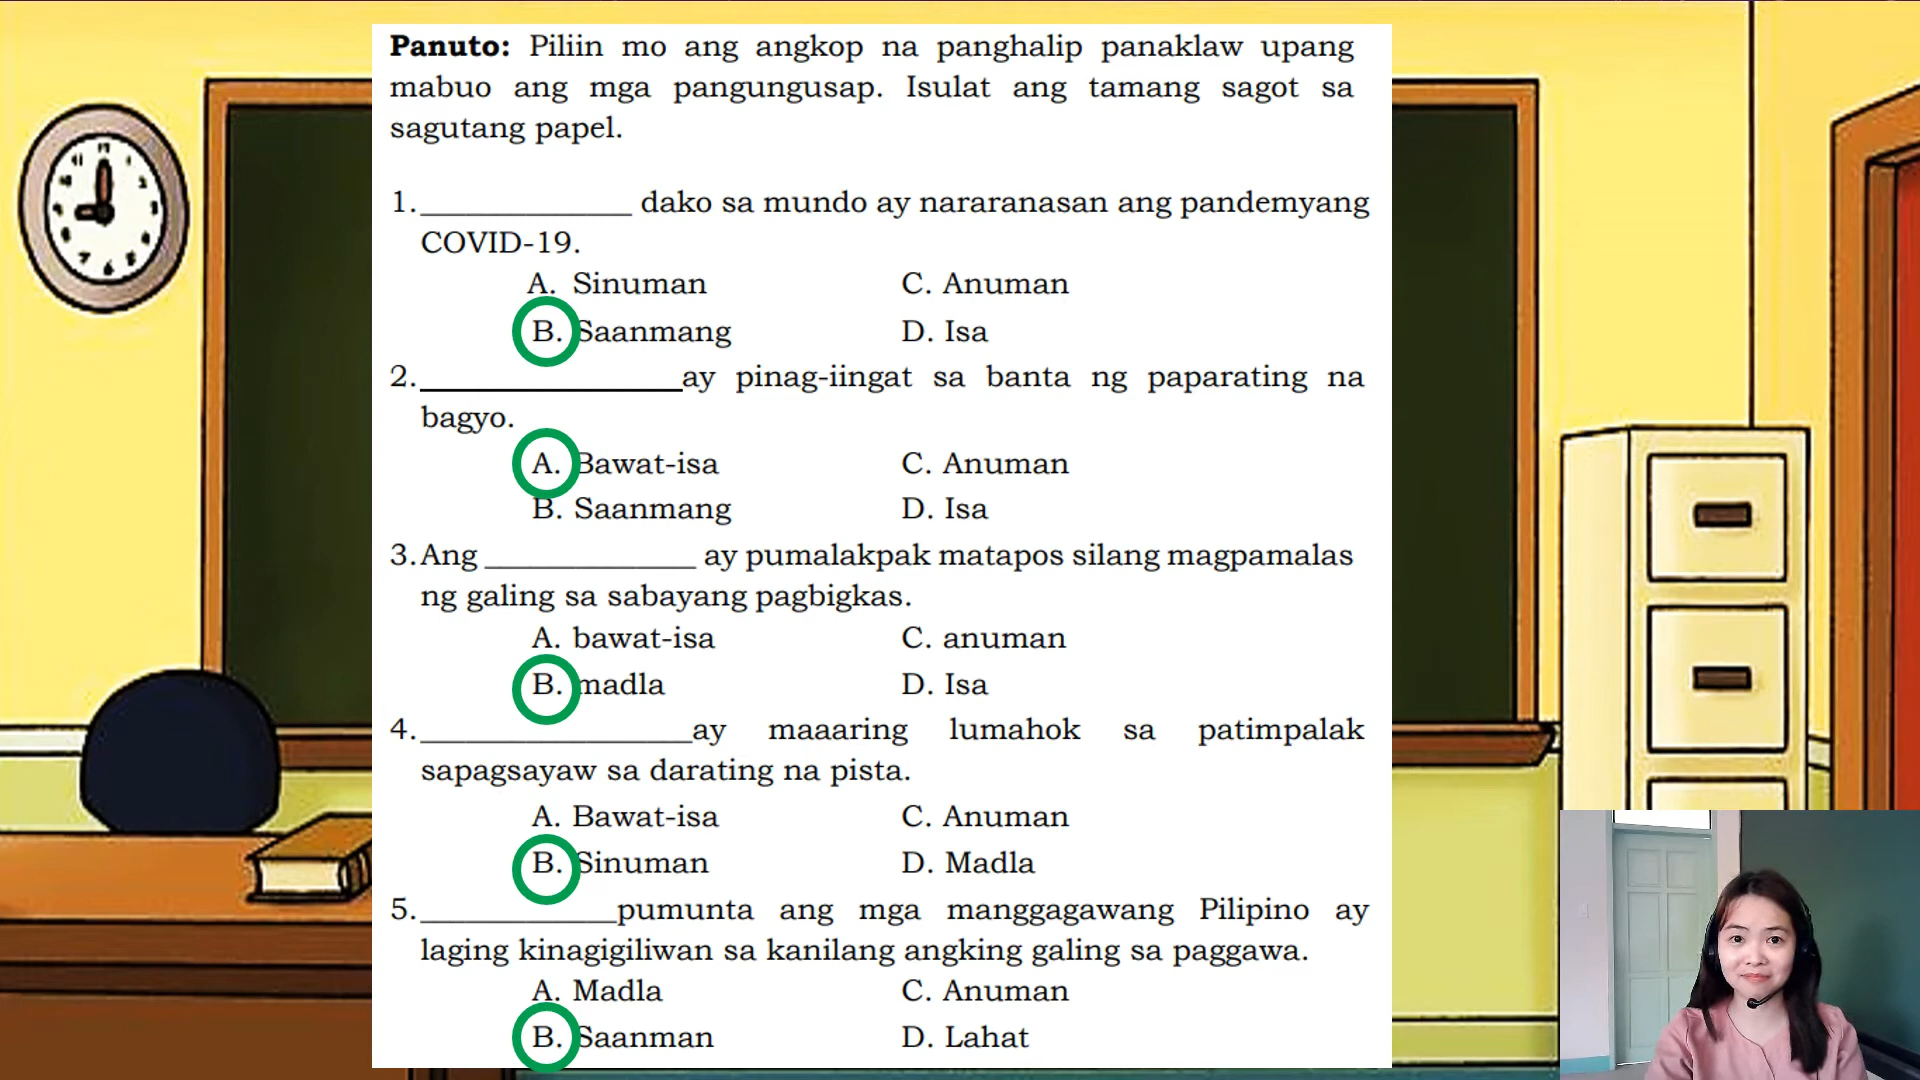 Panuto: Piliin mo ang angkop na panghalip panaklaw upang
mabuo ang mga pangungusap. Isulat ang tamang sagot sa
sagutang papel.
1.______________ dako sa mundo ay nararanasan ang pandemyang
COVID-19.
A. Sinuman C. Anuman
B. Saanmang D. Isa
2._________________ay pinag-iingat sa banta ng paparating na
bagyo.
A. Bawat-isa C. Anuman
B. Saanmang D. Isa
3.Ang ______________ ay pumalakpak matapos silang magpamalas
ng galing sa sabayang pagbigkas.
A. bawat-isa C. anuman
B. madla D. Isa
4.__________________ay maaaring lumahok sa patimpalak
sapagsayaw sa darating na pista.
A. Bawat-isa C. Anuman
B. Sinuman D. Madla
5._____________pumunta ang mga manggagawang Pilipino ay
laging kinagigiliwan sa kanilang angking galing sa paggawa.
A. Madla C. Anuman
B. Saanman D. Lahat